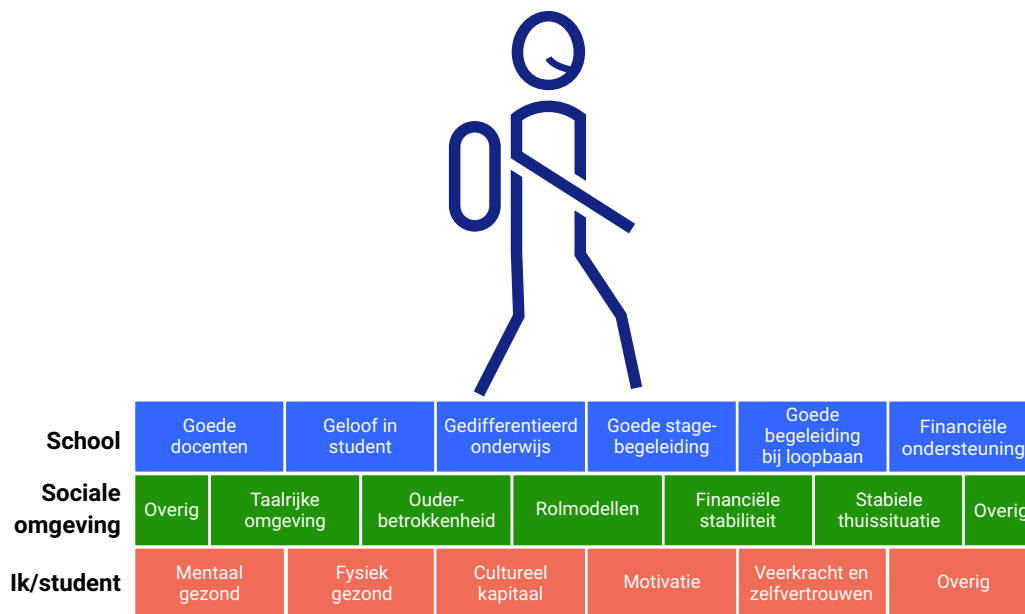 School
Goede
docenten
Geloof in
student
Gedifferentieerd
onderwijs
Goede stage-
begeleiding
Goede
begeleiding
bij loopbaan
Financiële
ondersteuning
Sociale
omgeving
Overig
Taalrijke
omgeving
Ouder-
betrokkenheid
Rolmodellen
Financiële
stabiliteit
Stabiele
thuissituatie
Overig
Ik/student
Mentaal
gezond
Fysiek
gezond
Cultureel
kapitaal
Motivatie
Veerkracht en
zelfvertrouwen
Overig